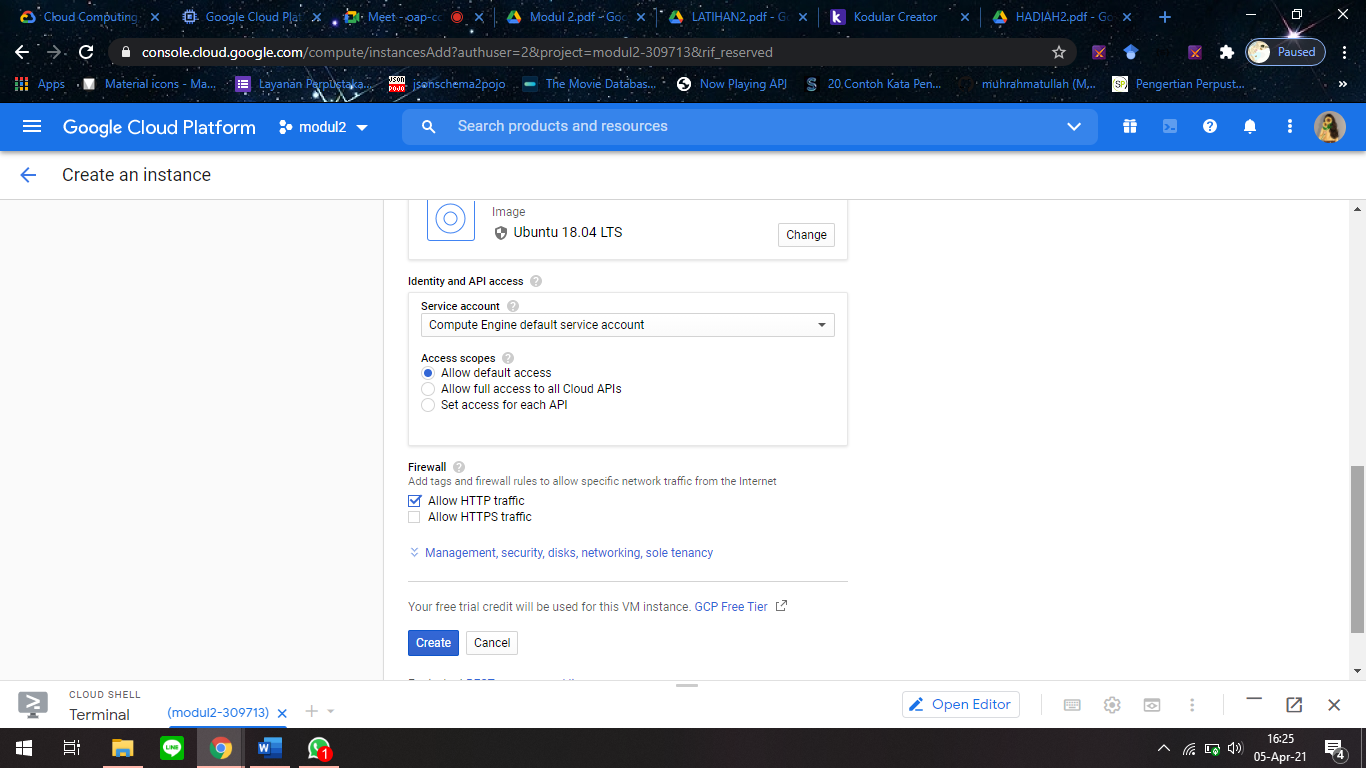 Cloud Computing
Google Cloud Plat
Meet - oap-cc
Modul 2.pdf - Goo
LATIHAN2.pdf - G
Kodular Creator
HADIAH2.pdf - Go
console.cloud.google.com/compute/instancesAdd?authuser=2&project=modul2-309713&rif_reserved
Paused
Apps
Material icons - Ma...
Layanan Perpustaka...
jsonschema2pojo
The Movie Databas...
Now Playing API
20 Contoh Kata Pen...
muhrahmatullah (M...
Pengertian Perpust...
Google Cloud Platform
modul2
Search products and resources
Create an instance
Image
Ubuntu 18.04 LTS
Change
Identity and API access
Service account
Compute Engine default service account
Access scopes
Allow default access
Allow full access to all Cloud APIs
Set access for each API
Firewall
Add tags and firewall rules to allow specific network traffic from the Internet
Allow HTTP traffic
Allow HTTPS traffic
Management, security, disks, networking, sole tenancy
Your free trial credit will be used for this VM instance. GCP Free Tier
Create
Cancel
CLOUD SHELL
Terminal
(modul2-309713)
Open Editor
LINE
1
16:25
05-Apr-21
4